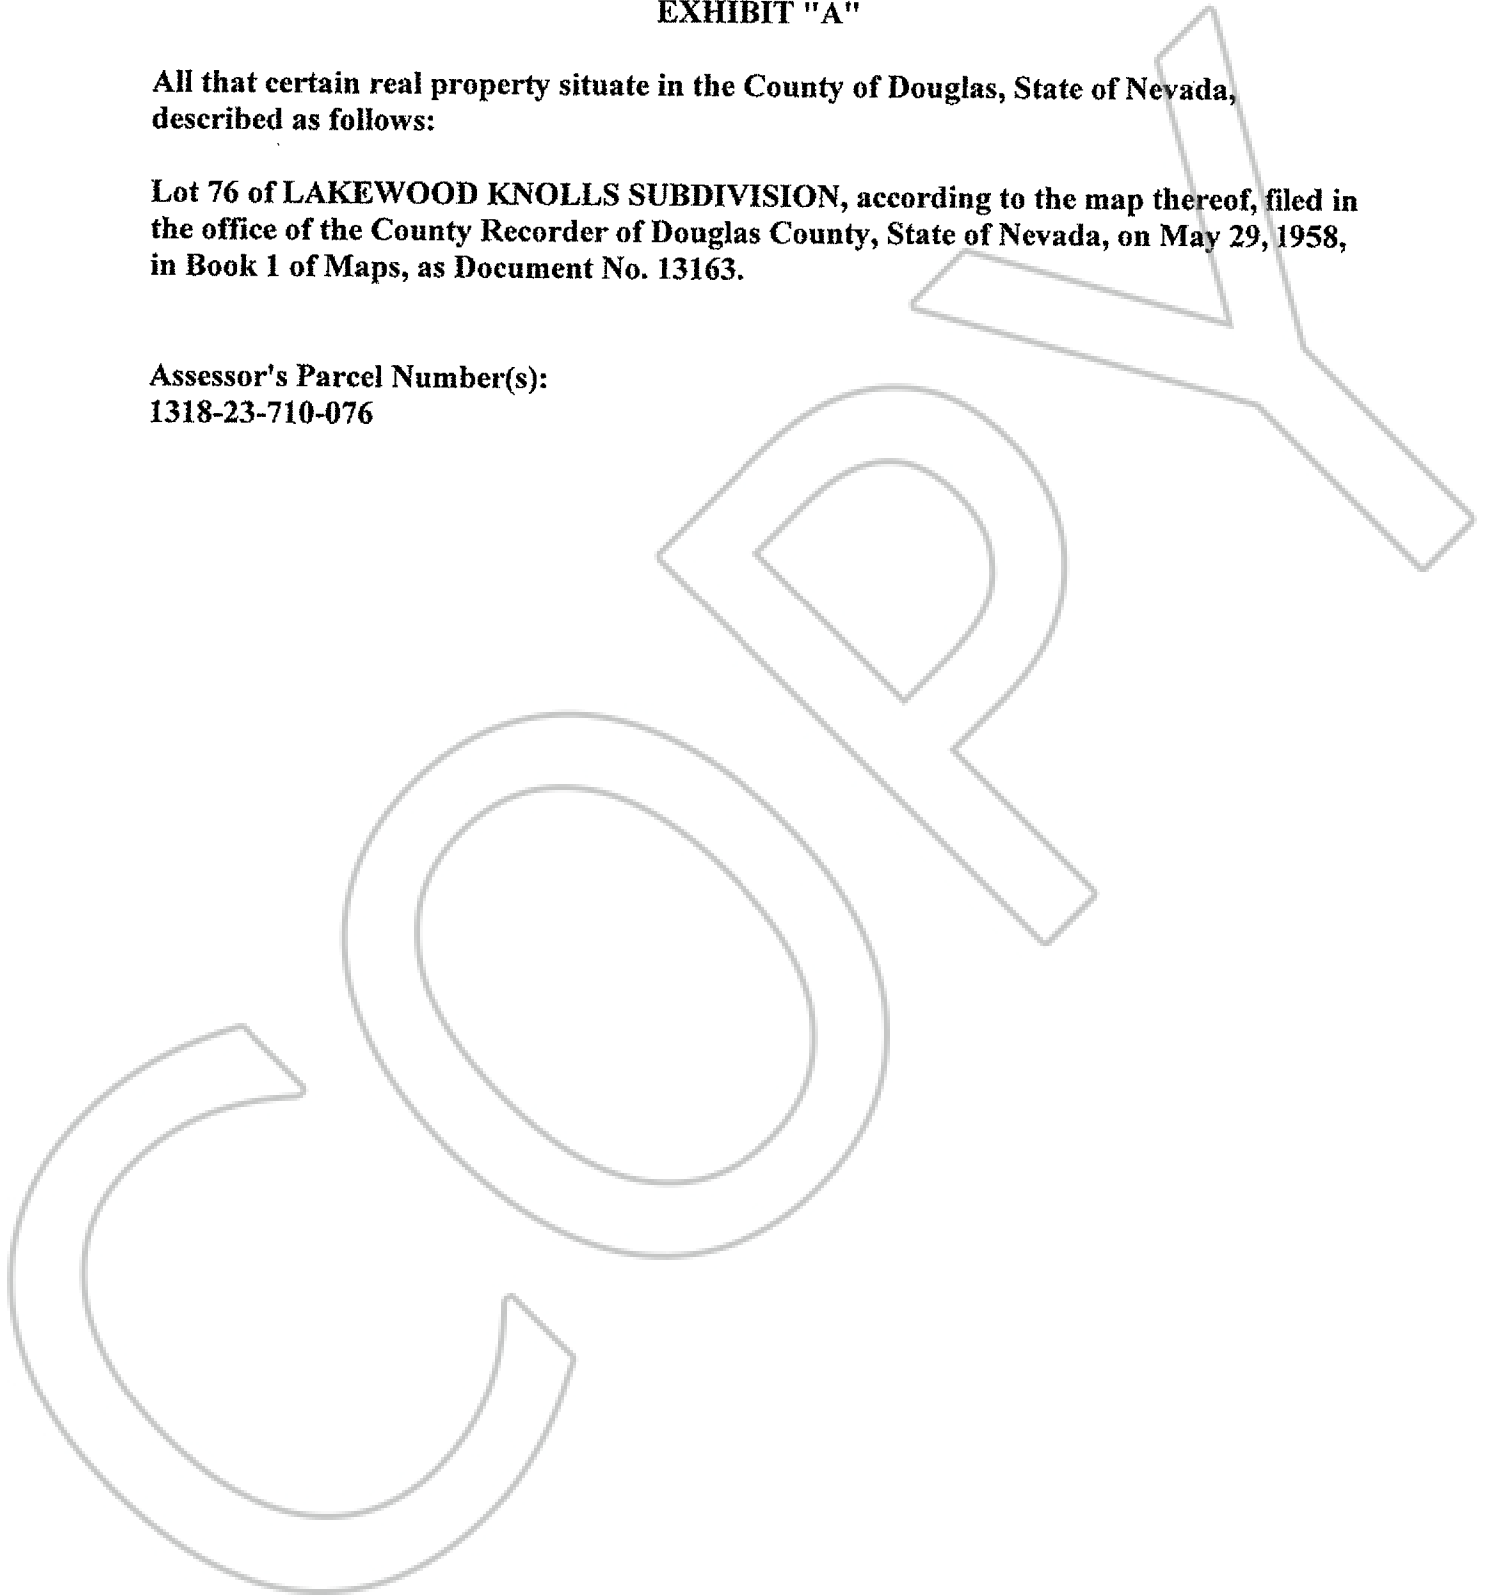 EXHIBIT "A"
All that certain real property situate in the County of Douglas, State of Nevada,
described as follows:
Lot 76 of LAKEWOOD KNOLLS SUBDIVISION, according to the map thereof, filed in
the office of the County Recorder of Douglas County, State of Nevada, on May 29, 1958,
in Book 1 of Maps, as Document No. 13163.
Assessor's Parcel Number(s):
1318-23-710-076
COPY